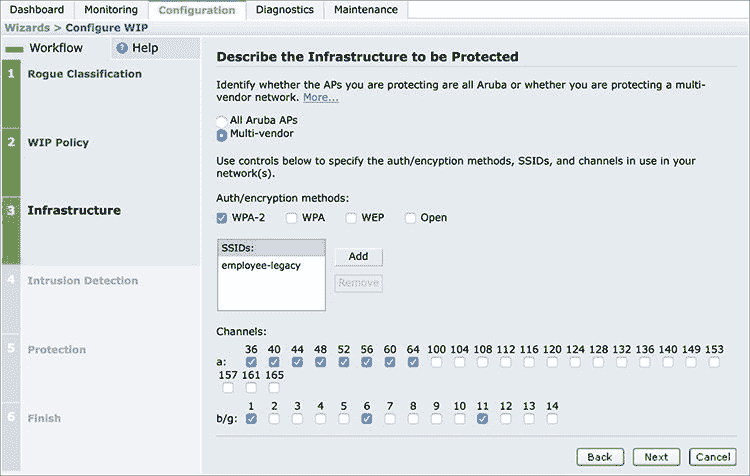 Dashboard Monitoring Configuration Diagnostics Maintenance
Wizards > Configure WIP
Workflow ? Help
1 Rogue Classification
2 WIP Policy
3 Infrastructure
4 Intrusion Detection
5 Protection
6 Finish
Describe the Infrastructure to be Protected
Identify whether the APs you are protecting are all Aruba or whether you are protecting a multi-
vendor network. More...
All Aruba APs
Multi-vendor
Use controls below to specify the auth/encyption methods, SSIDs, and channels in use in your
network(s).
Auth/encryption methods:
WPA-2 WPA WEP Open
SSIDs:
employee-legacy
Add
Remove
Channels:
36 40 44 48 52 56 60 64 100 104 108 112 116 120 124 128 132 136 140 149 153
a:
157 161 165
1 2 3 4 5 6 7 8 9 10 11 12 13 14
b/g:
Back Next Cancel